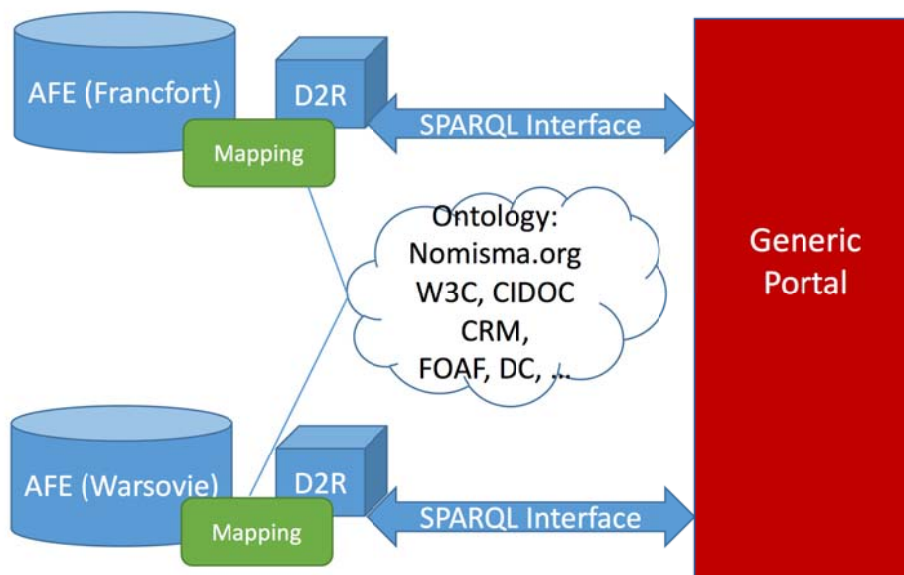 AFE (Francfort)
D2R
Mapping
SPARQL Interface
Ontology:
Nomisma.org
W3C, CIDOC
CRM,
FOAF, DC, ...
Generic
Portal
AFE (Warsovie)
D2R
Mapping
SPARQL Interface